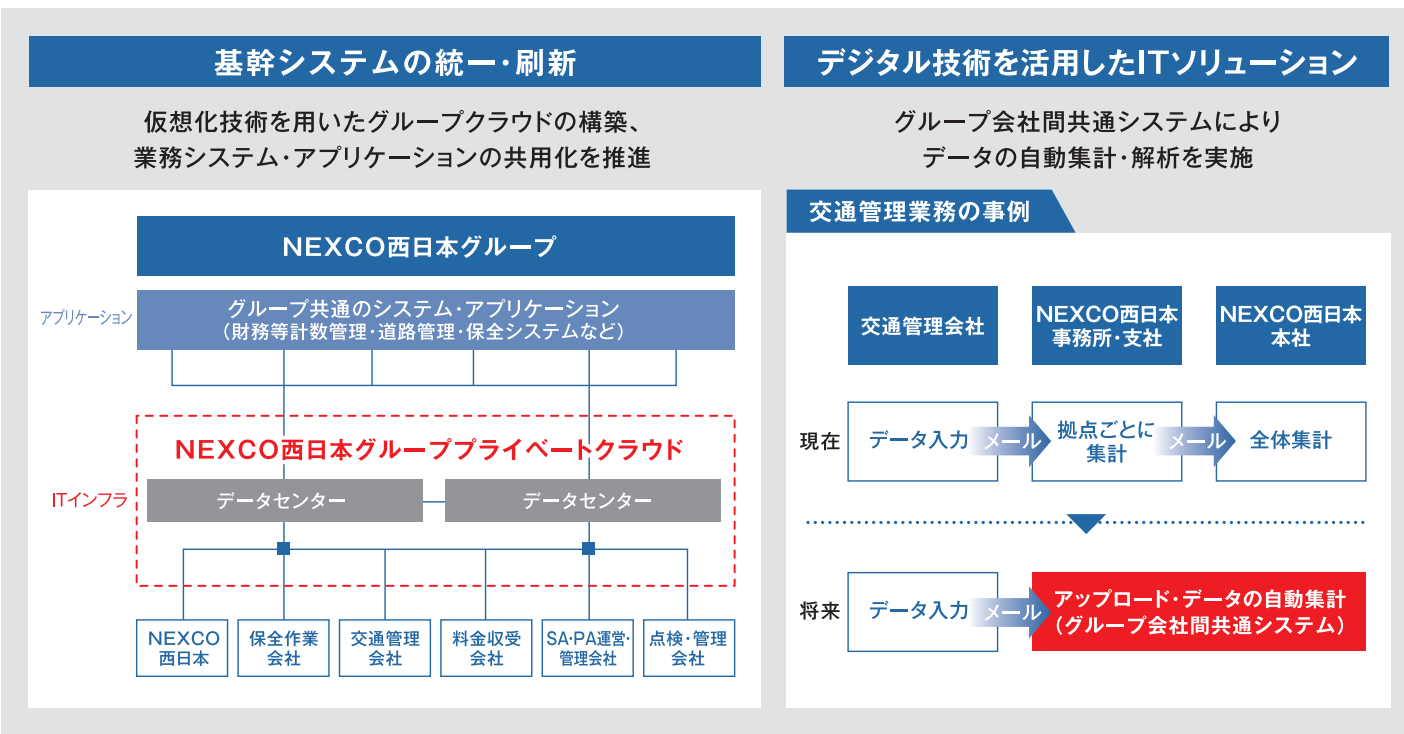 基幹システムの統一・刷新
仮想化技術を用いたグループクラウドの構築、
業務システム・アプリケーションの共用化を推進
NEXCO西日本グループ
アプリケーション
グループ共通のシステム・アプリケーション
（財務等計数管理・道路管理・保全システムなど）
NEXCO西日本グループプライベートクラウド
ITインフラ
データセンター
データセンター
NEXCO
西日本
保全作業
会社
交通管理
会社
料金収受
会社
SA・PA運営・
管理会社
点検・管理
会社
デジタル技術を活用したITソリューション
グループ会社間共通システムにより
データの自動集計・解析を実施
交通管理業務の事例
交通管理会社
NEXCO西日本
事務所・支社
NEXCO西日本
本社
現在
データ入力
メール
拠点ごとに
集計
メール
全体集計
将来
データ入力
メール
アップロード・データの自動集計
（グループ会社間共通システム）